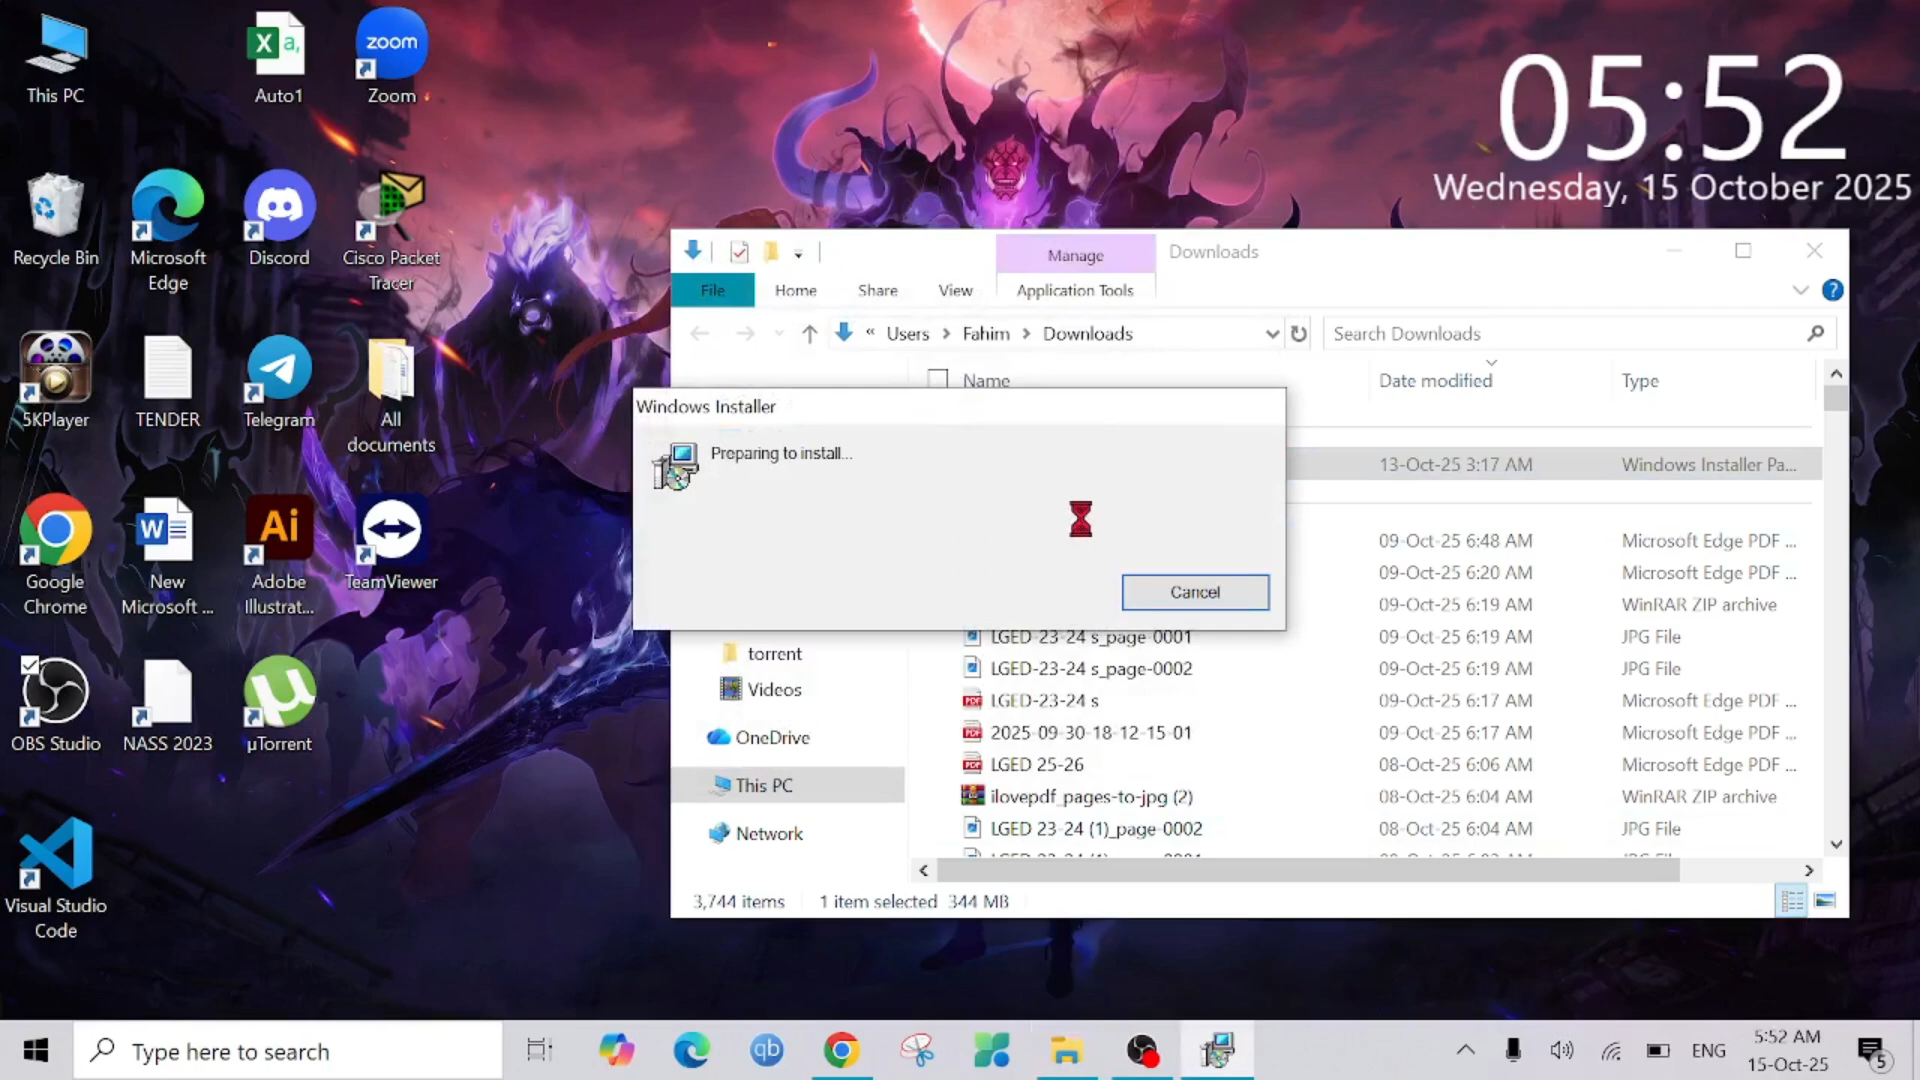 This PC
Auto1
zoom
Zoom
05:52
Wednesday, 15 October 2025
Recycle Bin
Microsoft
Edge
Discord
Cisco Packet
Tracer
5KPlayer
TENDER
Telegram
All
documents
Google
Chrome
New
Microsoft ...
Adobe
Illustrat...
TeamViewer
OBS Studio
NASS 2023
µTorrent
Visual Studio
Code
Manage
Downloads
File
Home
Share
View
Application Tools
« Users > Fahim > Downloads
Search Downloads
Name
Date modified
Type
Windows Installer
Preparing to install...
Cancel
13-Oct-25 3:17 AM
Windows Installer Pa...
09-Oct-25 6:48 AM
Microsoft Edge PDF ...
09-Oct-25 6:20 AM
Microsoft Edge PDF ...
09-Oct-25 6:19 AM
WinRAR ZIP archive
LGED-23-24 s_page-0001
09-Oct-25 6:19 AM
JPG File
LGED-23-24 s_page-0002
09-Oct-25 6:19 AM
JPG File
LGED-23-24 s
09-Oct-25 6:17 AM
Microsoft Edge PDF ...
2025-09-30-18-12-15-01
09-Oct-25 6:17 AM
Microsoft Edge PDF ...
LGED 25-26
08-Oct-25 6:06 AM
Microsoft Edge PDF ...
ilovepdf_pages-to-jpg (2)
08-Oct-25 6:04 AM
WinRAR ZIP archive
LGED 23-24 (1)_page-0002
08-Oct-25 6:04 AM
JPG File
torrent
Videos
OneDrive
This PC
Network
3,744 items
1 item selected 344 MB
Type here to search
qb
ENG
5:52 AM
15-Oct-25
5